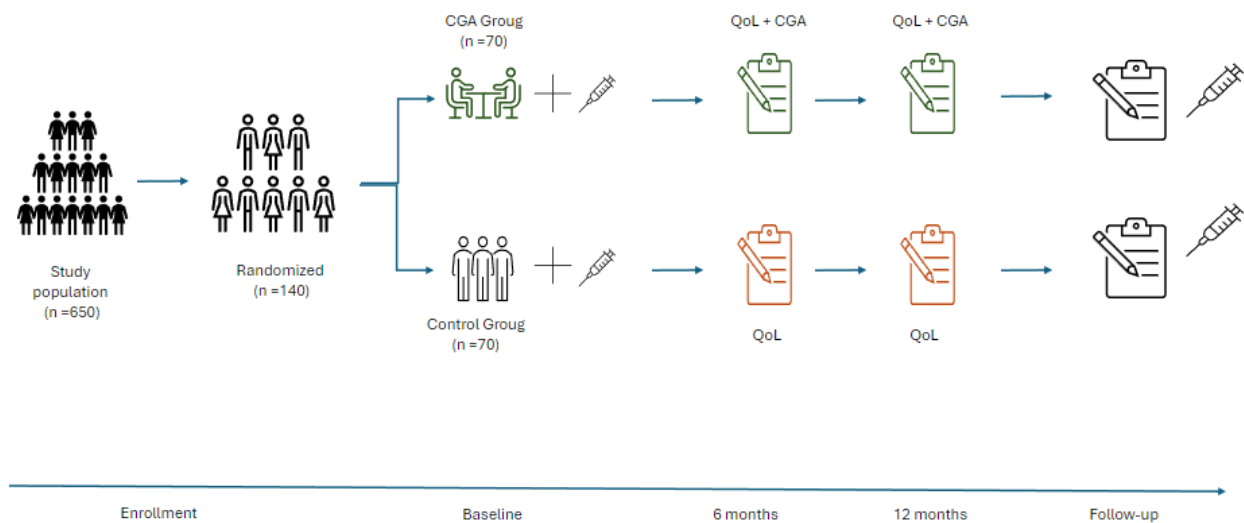 CGA Groug
(n =70)
QoL + CGA
QoL + CGA
Study
population
(n =650)
Randomized
(n =140)
Control Groug
(n =70)
QoL
QoL
Enrollment
Baseline
6 months
12 months
Follow-up